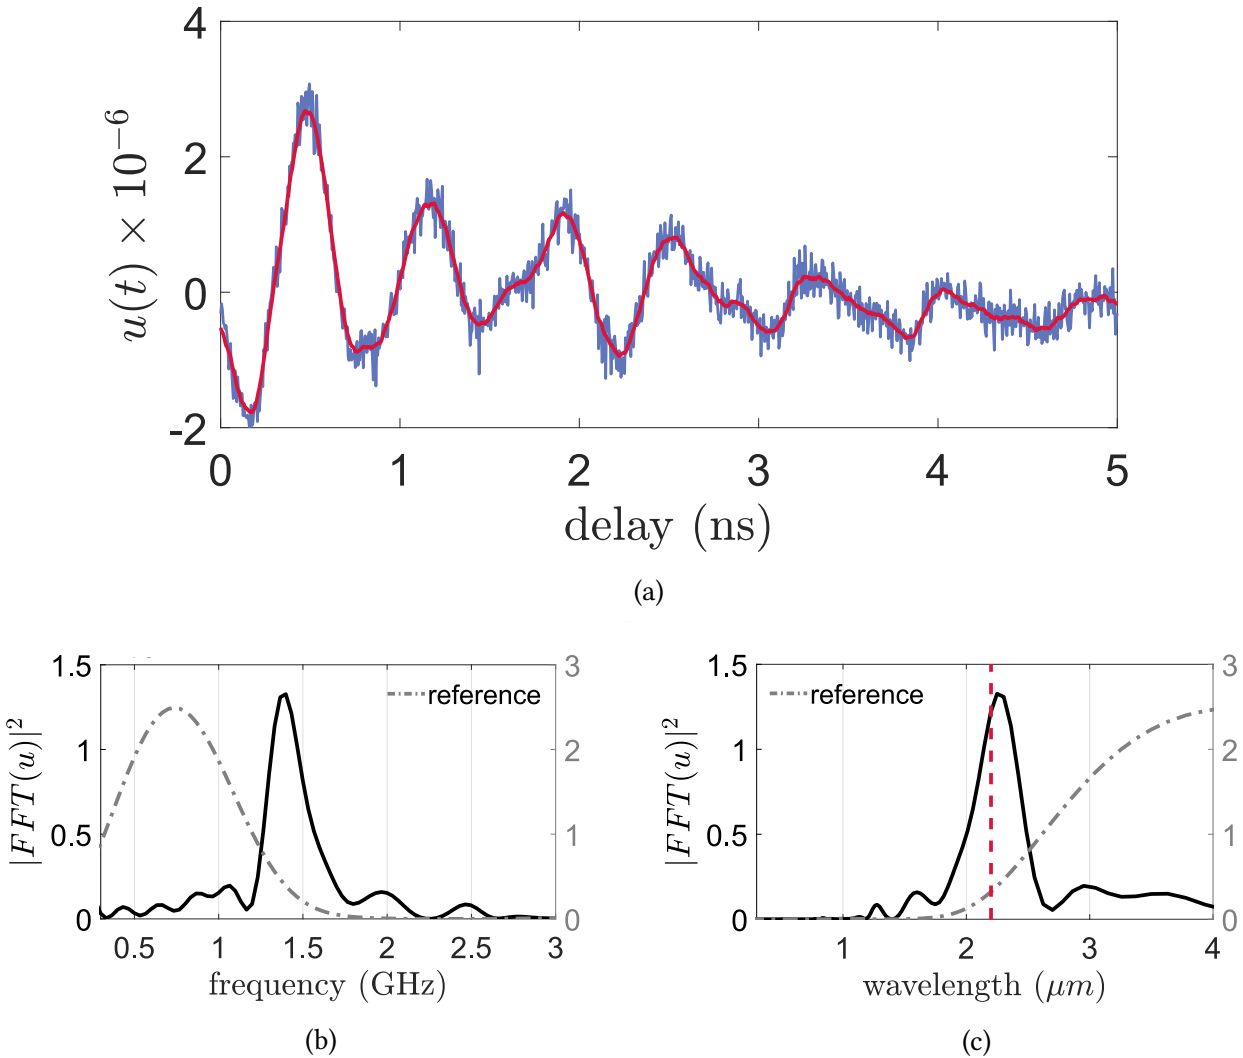 4
2
0
-2
u(t) × 10⁻⁶
0 1 2 3 4 5
delay (ns)
(a)
1.5
1
0.5
0
|FFT(u)|²
3
2
1
0
reference
0.5 1 1.5 2 2.5 3
frequency (GHz)
(b)
1.5
1
0.5
0
|FFT(u)|²
3
2
1
0
reference
1 2 3 4
wavelength (μm)
(c)